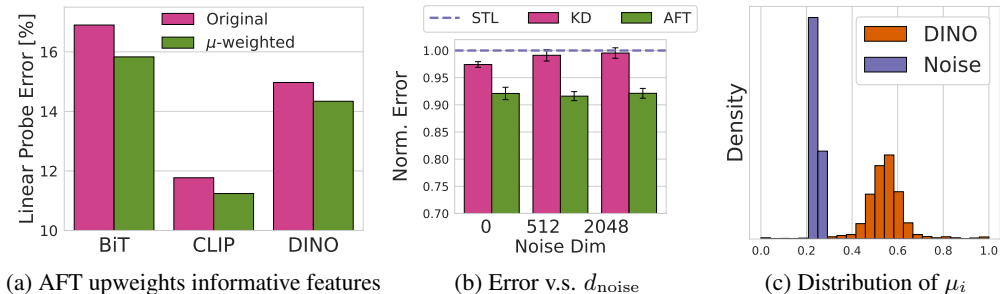 Linear Probe Error [%]
16
14
12
10
Original
μ-weighted
BiT CLIP DINO
(a) AFT upweights informative features
STL KD AFT
Norm. Error
1.00
0.95
0.90
0.85
0.80
0.75
0.70
0 512 2048
Noise Dim
(b) Error v.s. d_noise
Density
DINO
Noise
0.0 0.2 0.4 0.6 0.8 1.0
(c) Distribution of μ_i